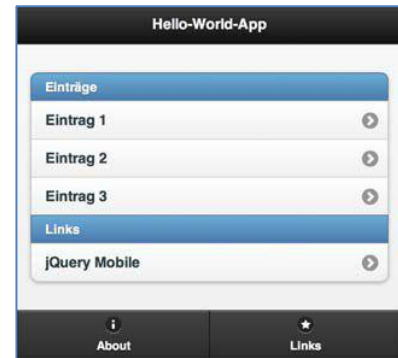 Hello-World-App
Einträge
Eintrag 1
Eintrag 2
Eintrag 3
Links
jQuery Mobile
About
Links